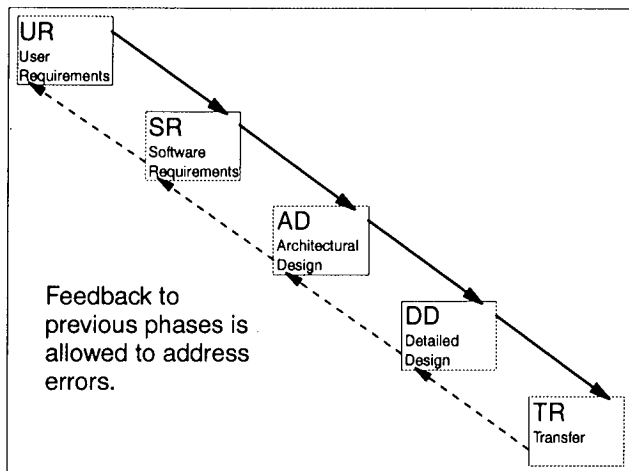 UR
User
Requirements
SR
Software
Requirements
AD
Architectural
Design
DD
Detailed
Design
TR
Transfer
Feedback to
previous phases is
allowed to address
errors.